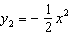 y₂ = − 1/2 x²